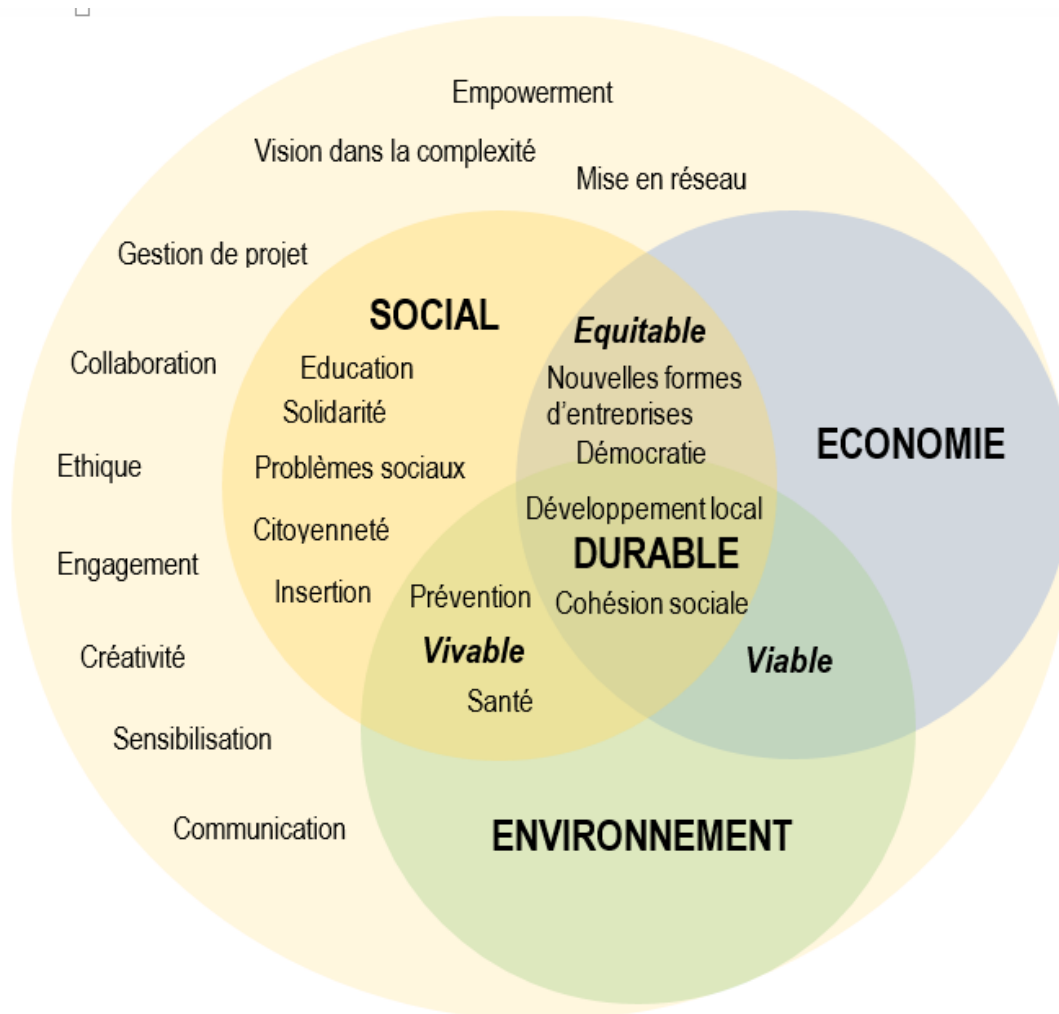 Empowerment
Vision dans la complexité
Mise en réseau
Gestion de projet
SOCIAL
Equitable
Collaboration
Education
Nouvelles formes
d'entreprises
Solidarité
ECONOMIE
Démocratie
Ethique
Problèmes sociaux
Développement local
Citoyenneté
DURABLE
Engagement
Insertion
Prévention
Cohésion sociale
Créativité
Vivable
Viable
Santé
Sensibilisation
Communication
ENVIRONNEMENT